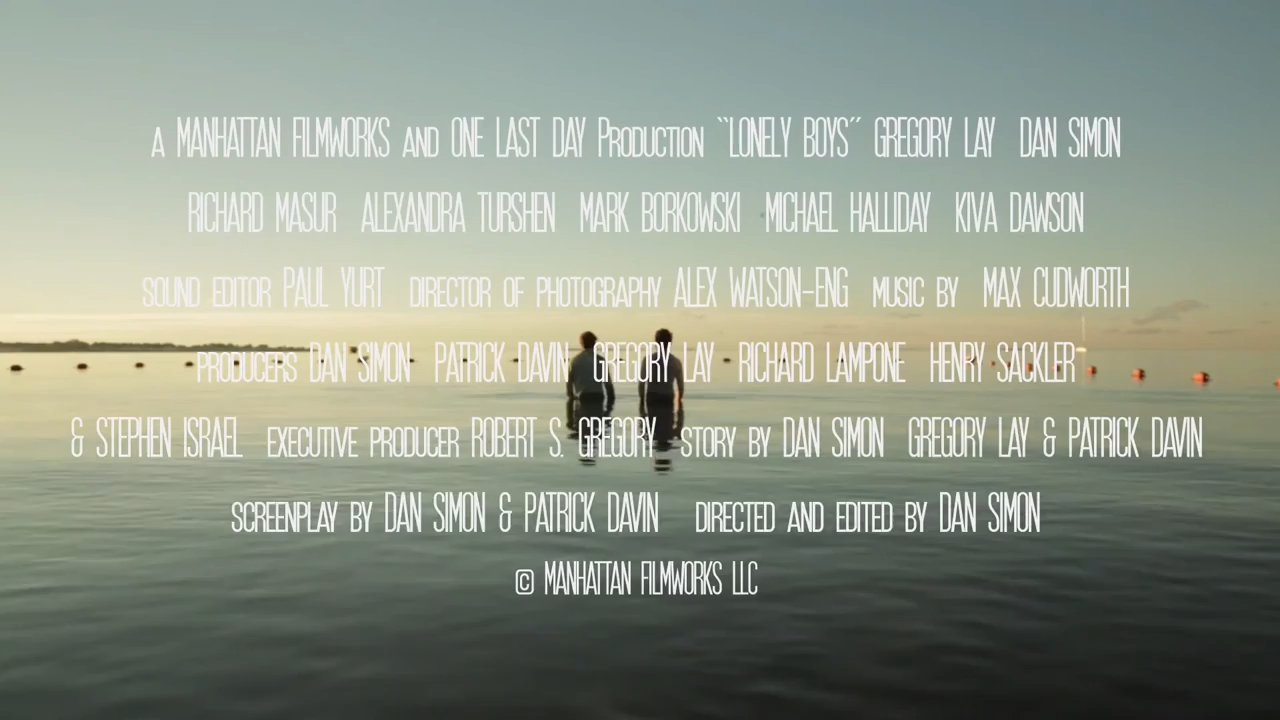 A MANHATTAN FILMWORKS AND ONE LAST DAY PRODUCTION "LONELY BOYS" GREGORY LAY DAN SIMON
RICHARD MASUR ALEXANDRA TURSHEN MARK BORKOWSKI MICHAEL HALLIDAY KIVA DAWSON
SOUND EDITOR PAUL YURT DIRECTOR OF PHOTOGRAPHY ALEX WATSON-ENG MUSIC BY MAX CUDWORTH
PRODUCERS DAN SIMON PATRICK DAVIN GREGORY LAY RICHARD LAMPONE HENRY SACKLER
& STEPHEN ISRAEL EXECUTIVE PRODUCER ROBERT S. GREGORY STORY BY DAN SIMON GREGORY LAY & PATRICK DAVIN
SCREENPLAY BY DAN SIMON & PATRICK DAVIN DIRECTED AND EDITED BY DAN SIMON
© MANHATTAN FILMWORKS LLC